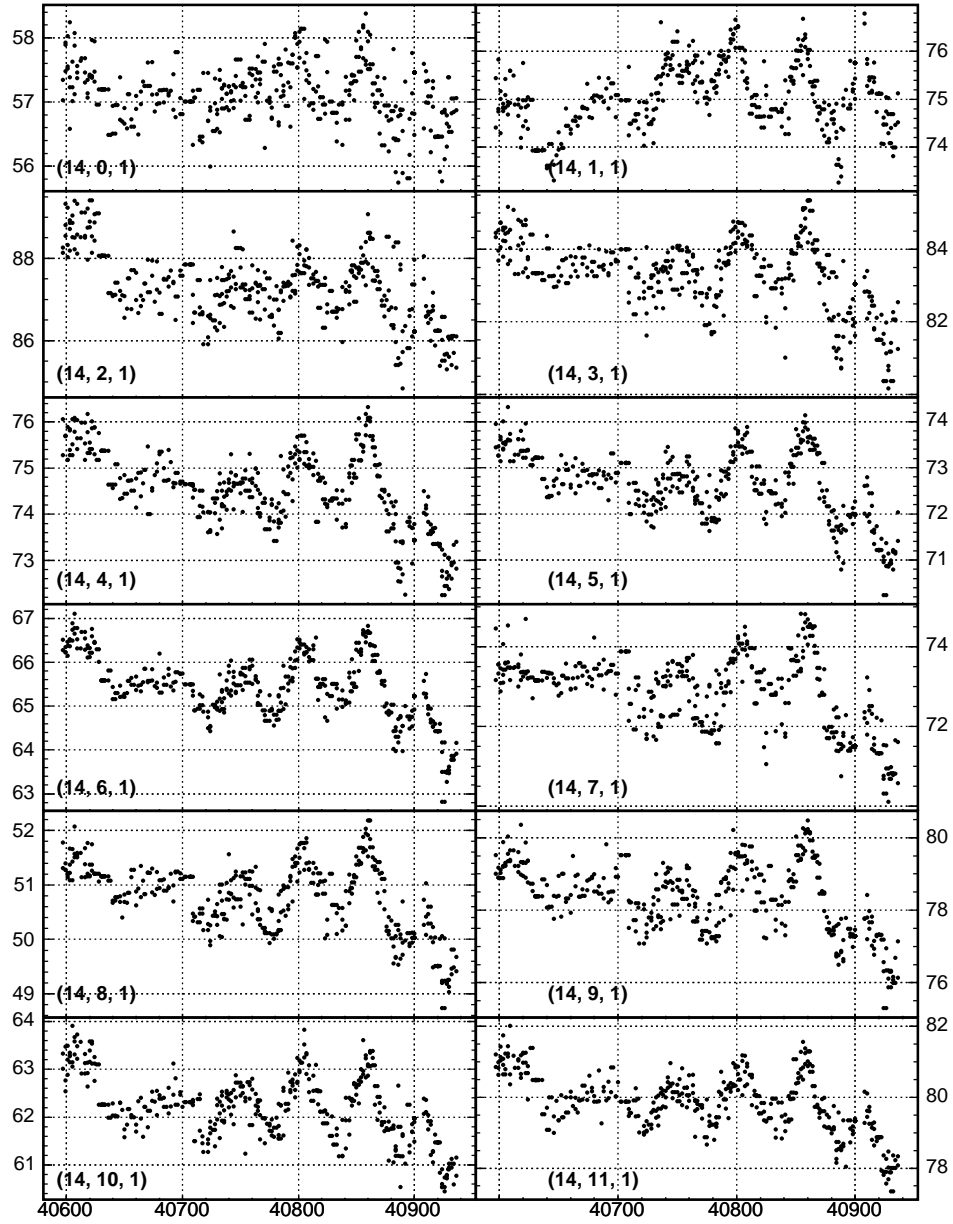 58
57
56
(14, 0, 1)
76
75
74
(14, 1, 1)
88
86
(14, 2, 1)
84
82
(14, 3, 1)
76
75
74
73
(14, 4, 1)
74
73
72
71
(14, 5, 1)
67
66
65
64
63
(14, 6, 1)
74
72
(14, 7, 1)
52
51
50
49
(14, 8, 1)
80
78
76
(14, 9, 1)
64
63
62
61
(14, 10, 1)
82
80
78
(14, 11, 1)
40600 40700 40800 40900
40700 40800 40900